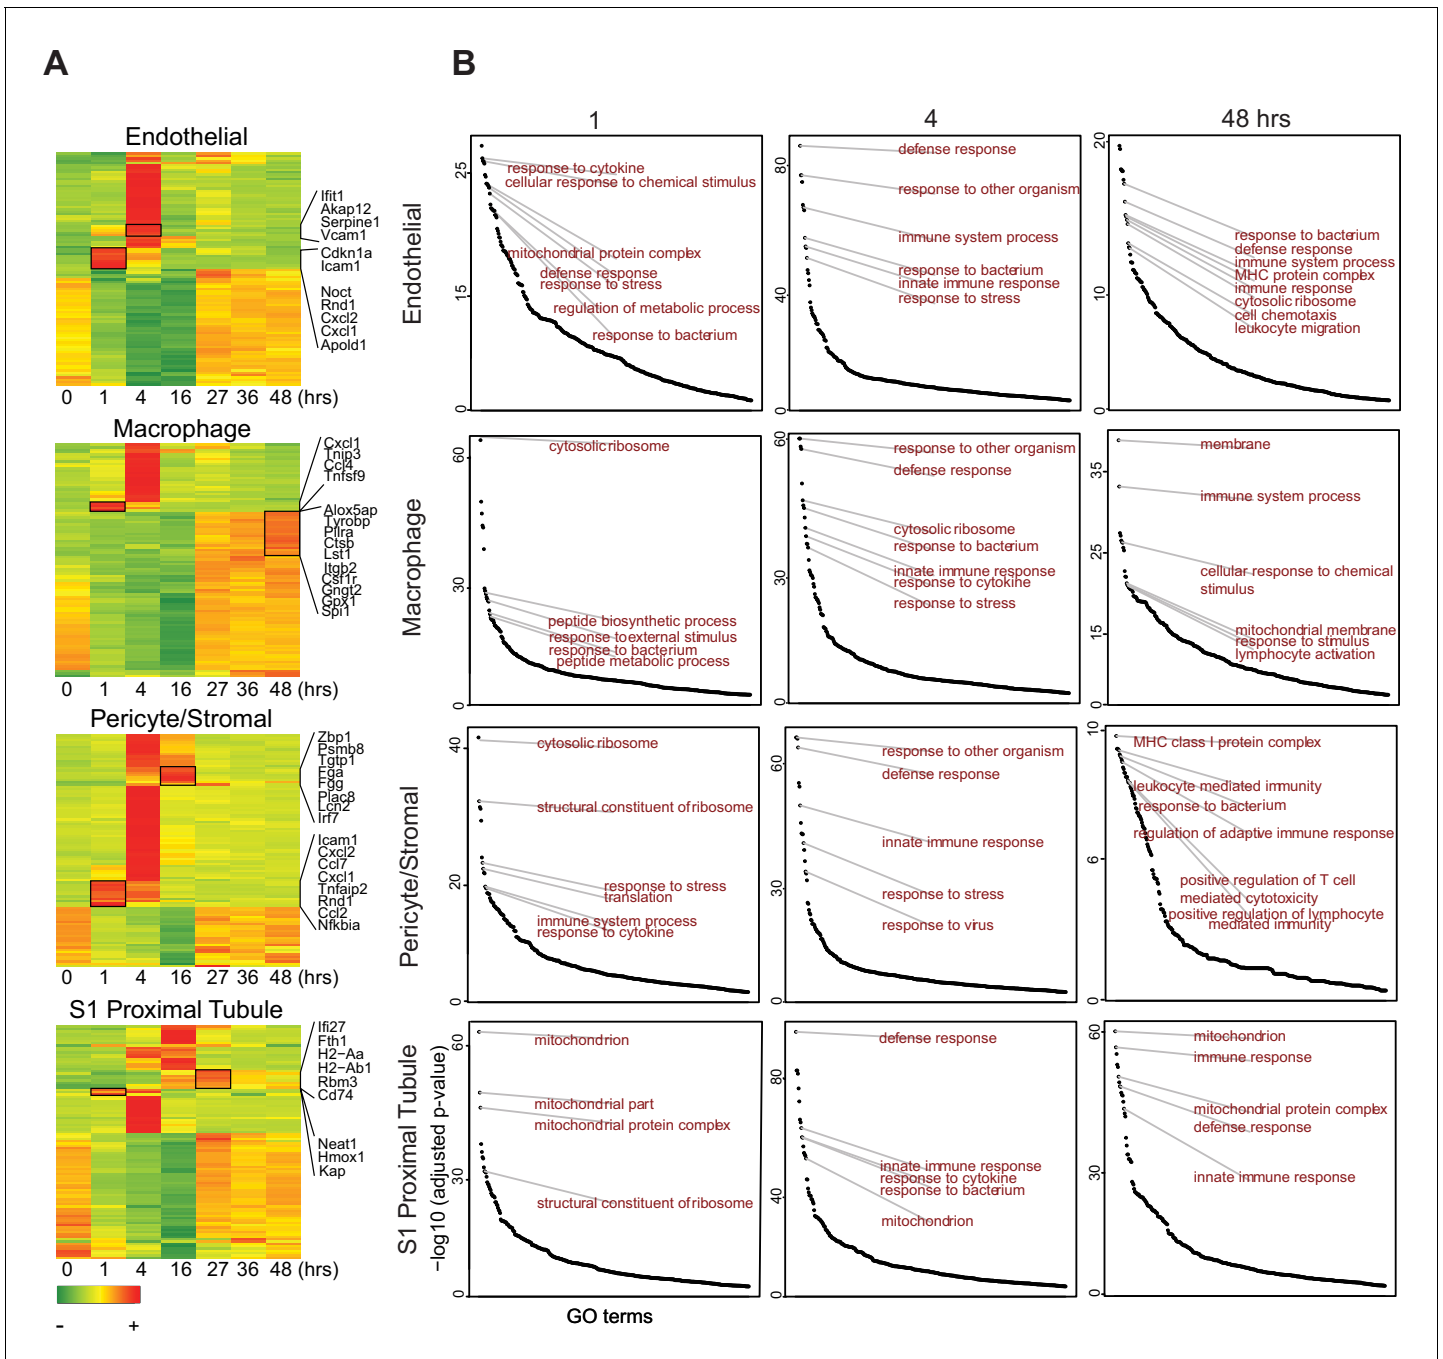 A
B
Endothelial
Ifit1
Akap12
Serpine1
Vcam1
Cdkn1a
Icam1
Noct
Rnd1
Cxcl2
Cxcl1
Apold1
0 1 4 16 27 36 48 (hrs)
Macrophage
Cxcl1
Tnip3
Ccl4
Tnfsf9
Alox5ap
Tyrobp
Pilra
Ctsb
Lst1
Itgb2
Csf1r
Gngt2
Gpx1
Spi1
0 1 4 16 27 36 48 (hrs)
Pericyte/Stromal
Zbp1
Psmb8
Tgtp1
Fga
Fgg
Plac8
Lcn2
Irf7
Icam1
Cxcl2
Ccl7
Cxcl1
Tnfaip2
Rnd1
Ccl2
Nfkbia
0 1 4 16 27 36 48 (hrs)
S1 Proximal Tubule
Ifi27
Fth1
H2−Aa
H2−Ab1
Rbm3
Cd74
Neat1
Hmox1
Kap
0 1 4 16 27 36 48 (hrs)
− +
1 4 48 hrs
Endothelial
25
15
0
response to cytokine
cellular response to chemical stimulus
mitochondrial protein complex
defense response
response to stress
regulation of metabolic process
response to bacterium
80
40
0
defense response
response to other organism
immune system process
response to bacterium
innate immune response
response to stress
20
10
0
response to bacterium
defense response
immune system process
MHC protein complex
immune response
cytosolic ribosome
cell chemotaxis
leukocyte migration
Macrophage
60
30
0
cytosolic ribosome
peptide biosynthetic process
response to external stimulus
response to bacterium
peptide metabolic process
60
30
0
response to other organism
defense response
cytosolic ribosome
response to bacterium
innate immune response
response to cytokine
response to stress
35
25
15
0
membrane
immune system process
cellular response to chemical
stimulus
mitochondrial membrane
response to stimulus
lymphocyte activation
Pericyte/Stromal
40
20
0
cytosolic ribosome
structural constituent of ribosome
response to stress
translation
immune system process
response to cytokine
60
30
0
response to other organism
defense response
innate immune response
response to stress
response to virus
10
6
0
MHC class I protein complex
leukocyte mediated immunity
response to bacterium
regulation of adaptive immune response
positive regulation of T cell
mediated cytotoxicity
positive regulation of lymphocyte
mediated immunity
S1 Proximal Tubule
−log10 (adjusted p-value)
60
30
0
mitochondrion
mitochondrial part
mitochondrial protein complex
structural constituent of ribosome
80
40
0
defense response
innate immune response
response to cytokine
response to bacterium
mitochondrion
60
30
0
mitochondrion
immune response
mitochondrial protein complex
defense response
innate immune response
GO terms